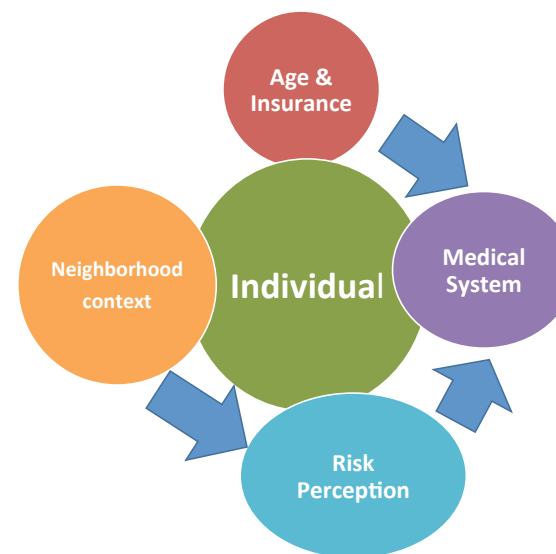 Age &
Insurance
Neighborhood
context
Individual
Medical
System
Risk
Perception